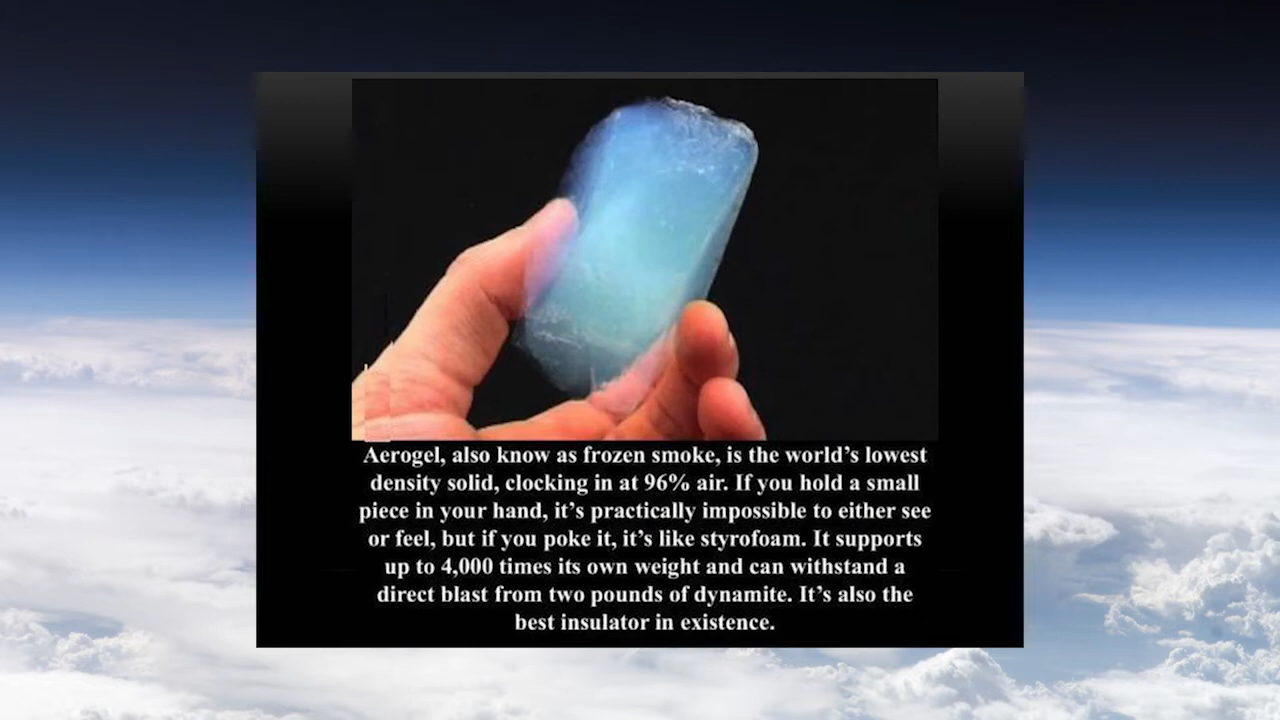 Aerogel, also know as frozen smoke, is the world’s lowest
density solid, clocking in at 96% air. If you hold a small
piece in your hand, it’s practically impossible to either see
or feel, but if you poke it, it’s like styrofoam. It supports
up to 4,000 times its own weight and can withstand a
direct blast from two pounds of dynamite. It’s also the
best insulator in existence.